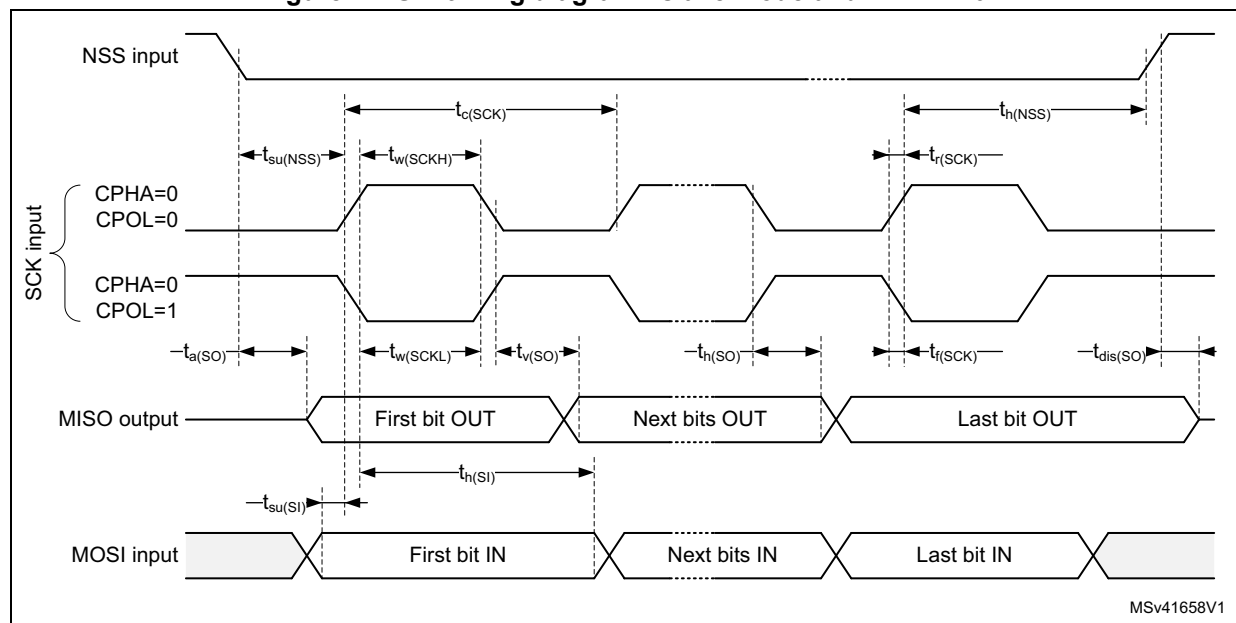 NSS input
tc(SCK)
th(NSS)
tsu(NSS)
tw(SCKH)
tr(SCK)
SCK input
CPHA=0
CPOL=0
CPHA=0
CPOL=1
ta(SO)
tw(SCKL)
tv(SO)
th(SO)
tf(SCK)
tdis(SO)
MISO output
First bit OUT
Next bits OUT
Last bit OUT
th(SI)
tsu(SI)
MOSI input
First bit IN
Next bits IN
Last bit IN
MSv41658V1